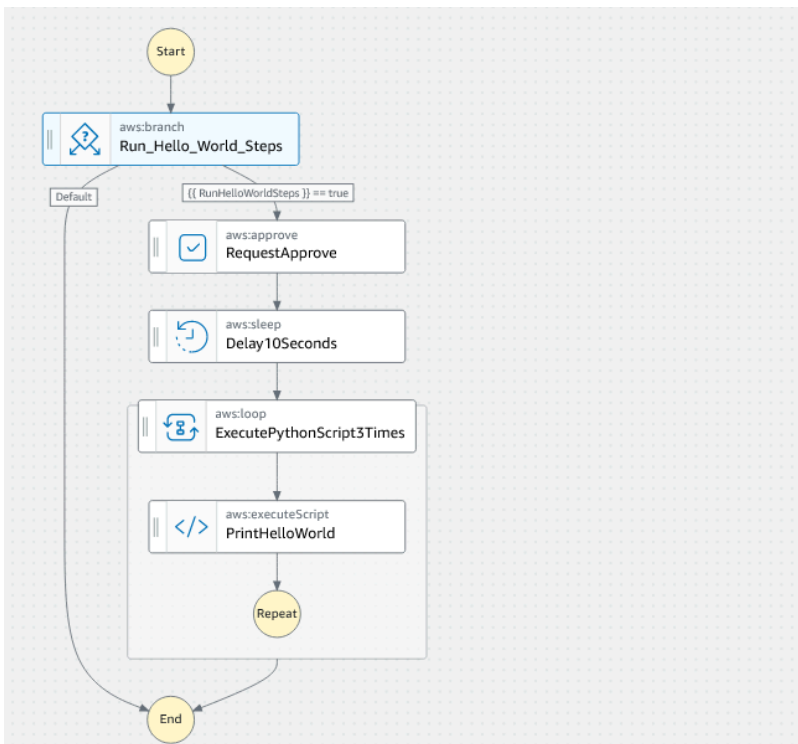 Start
aws:branch
Run_Hello_World_Steps
Default
{{ RunHelloWorldSteps }} == true
aws:approve
RequestApprove
aws:sleep
Delay10Seconds
aws:loop
ExecutePythonScript3Times
aws:executeScript
PrintHelloWorld
Repeat
End